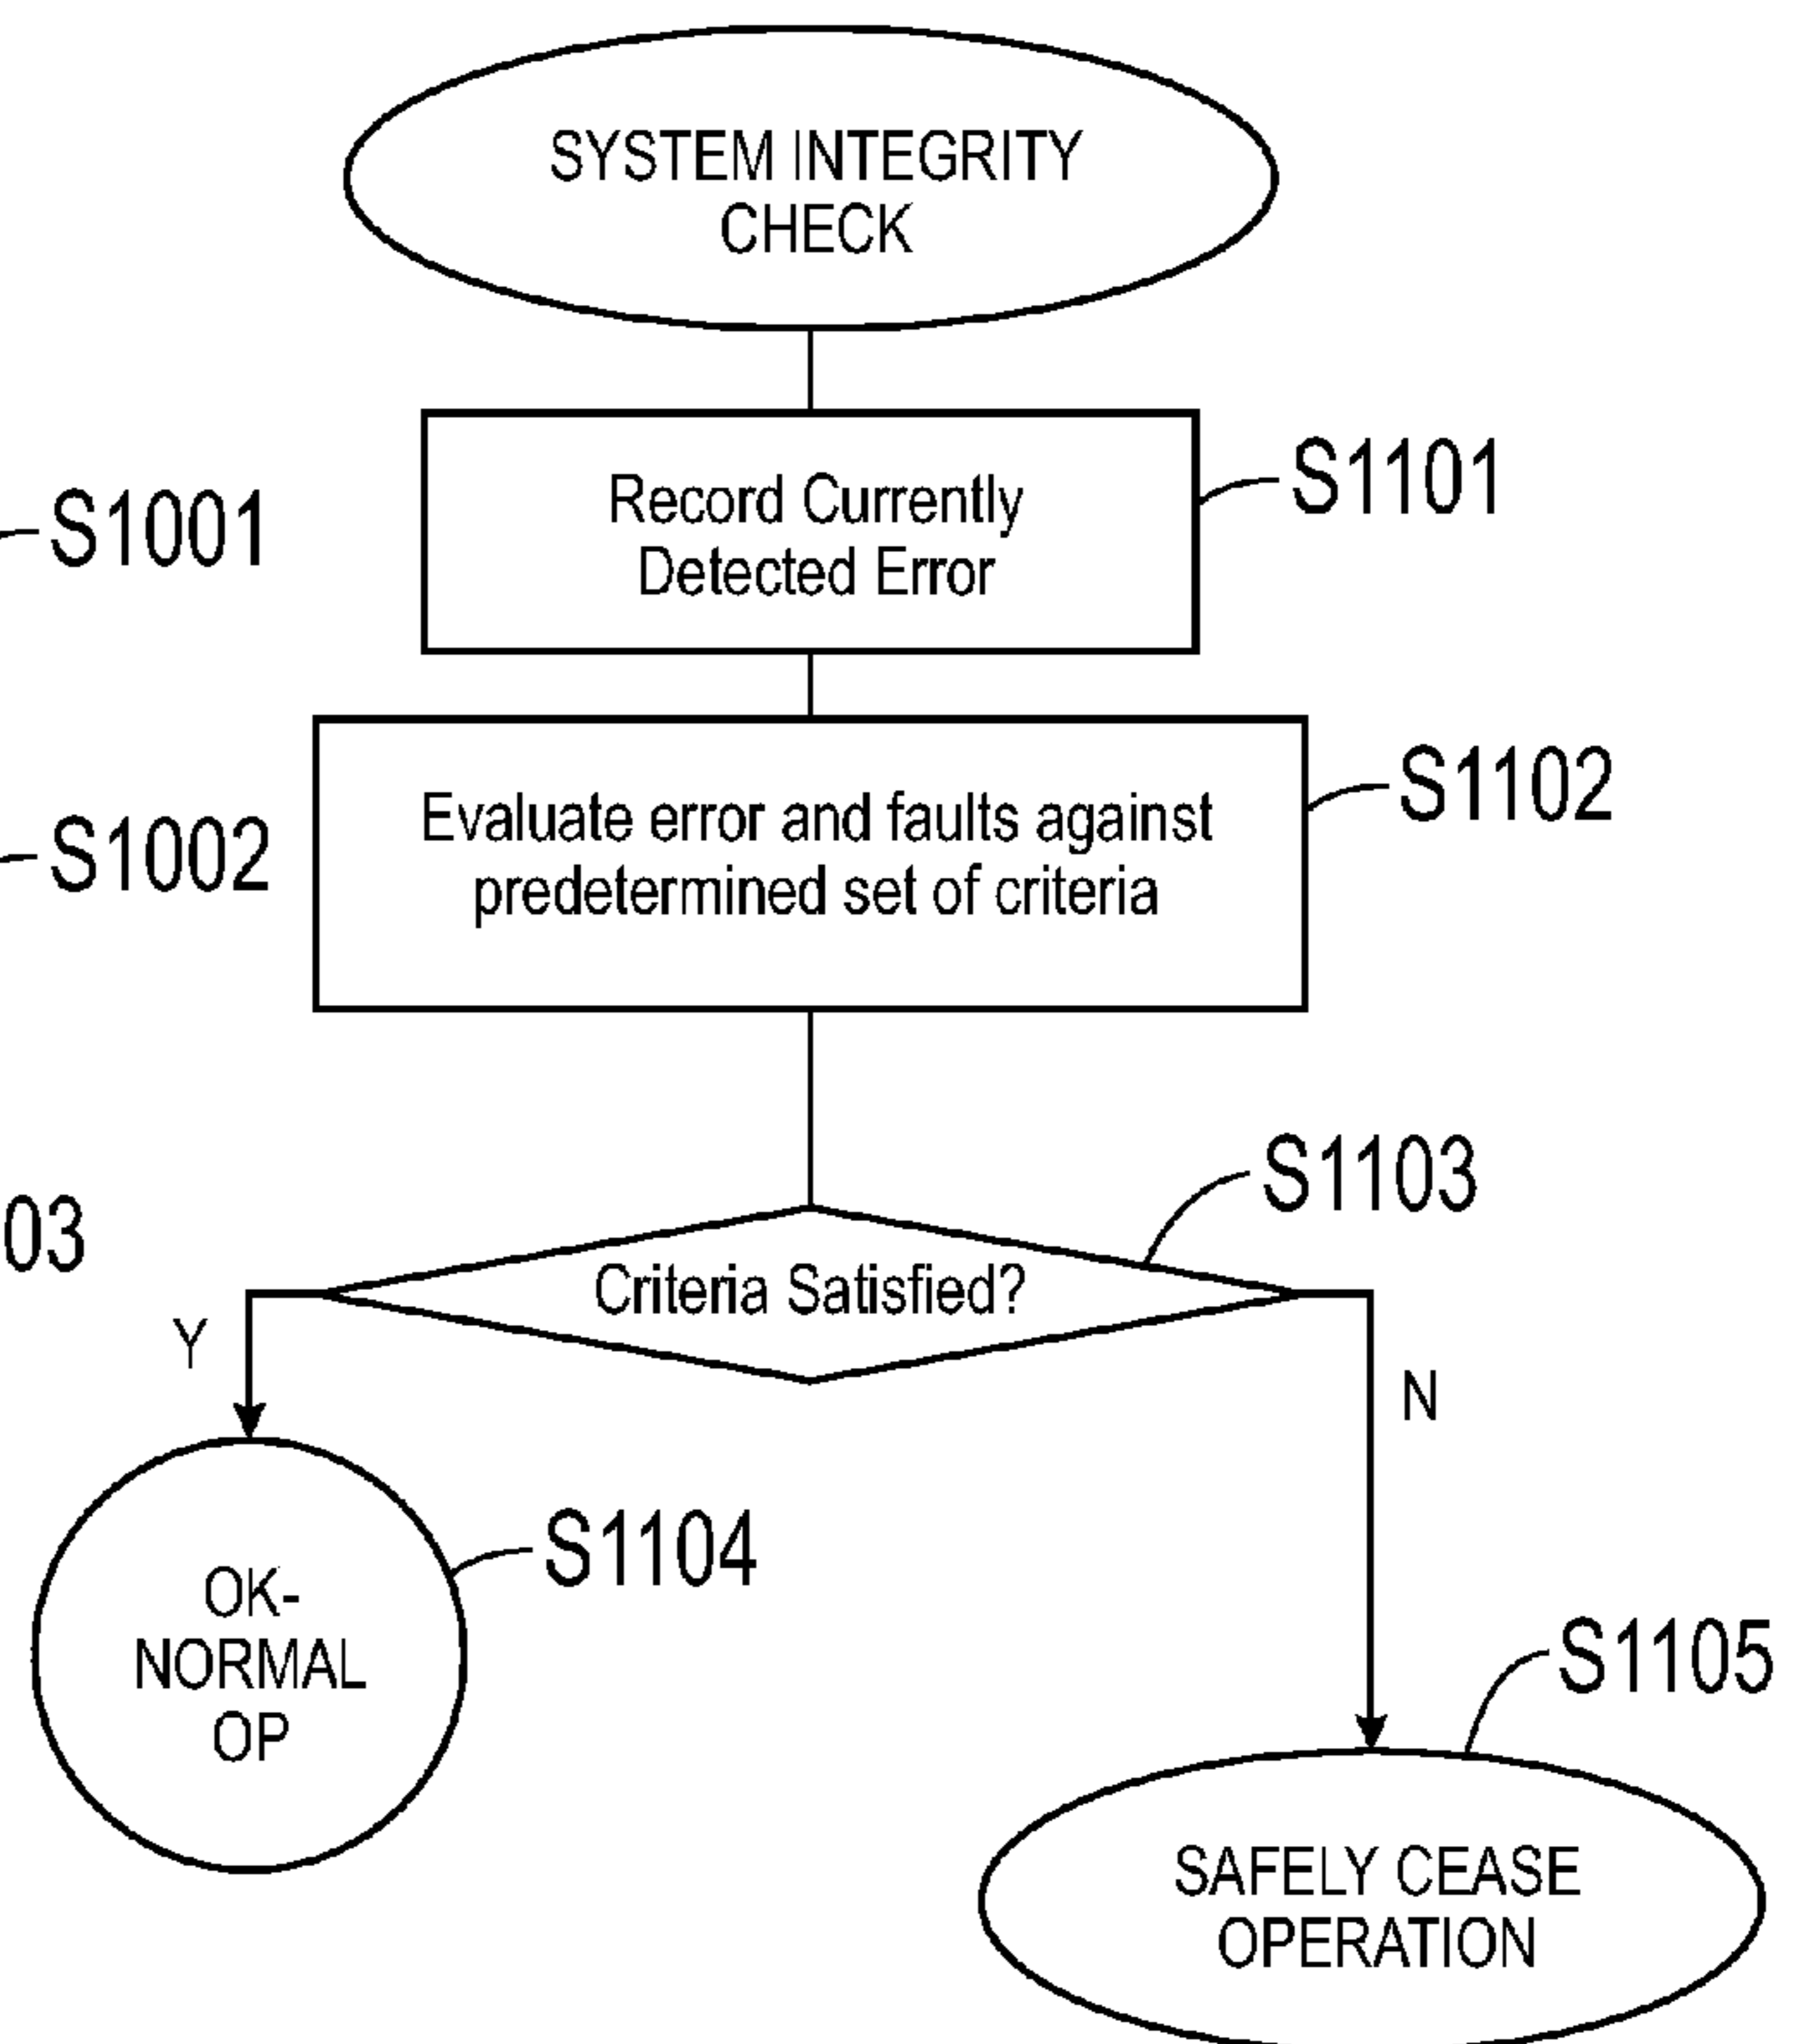 SYSTEM INTEGRITY
CHECK
Record Currently
Detected Error
S1101
S1001
Evaluate error and faults against
predetermined set of criteria
S1102
S1002
S1103
03
Criteria Satisfied?
Y
N
S1104
OK-
NORMAL
OP
S1105
SAFELY CEASE
OPERATION